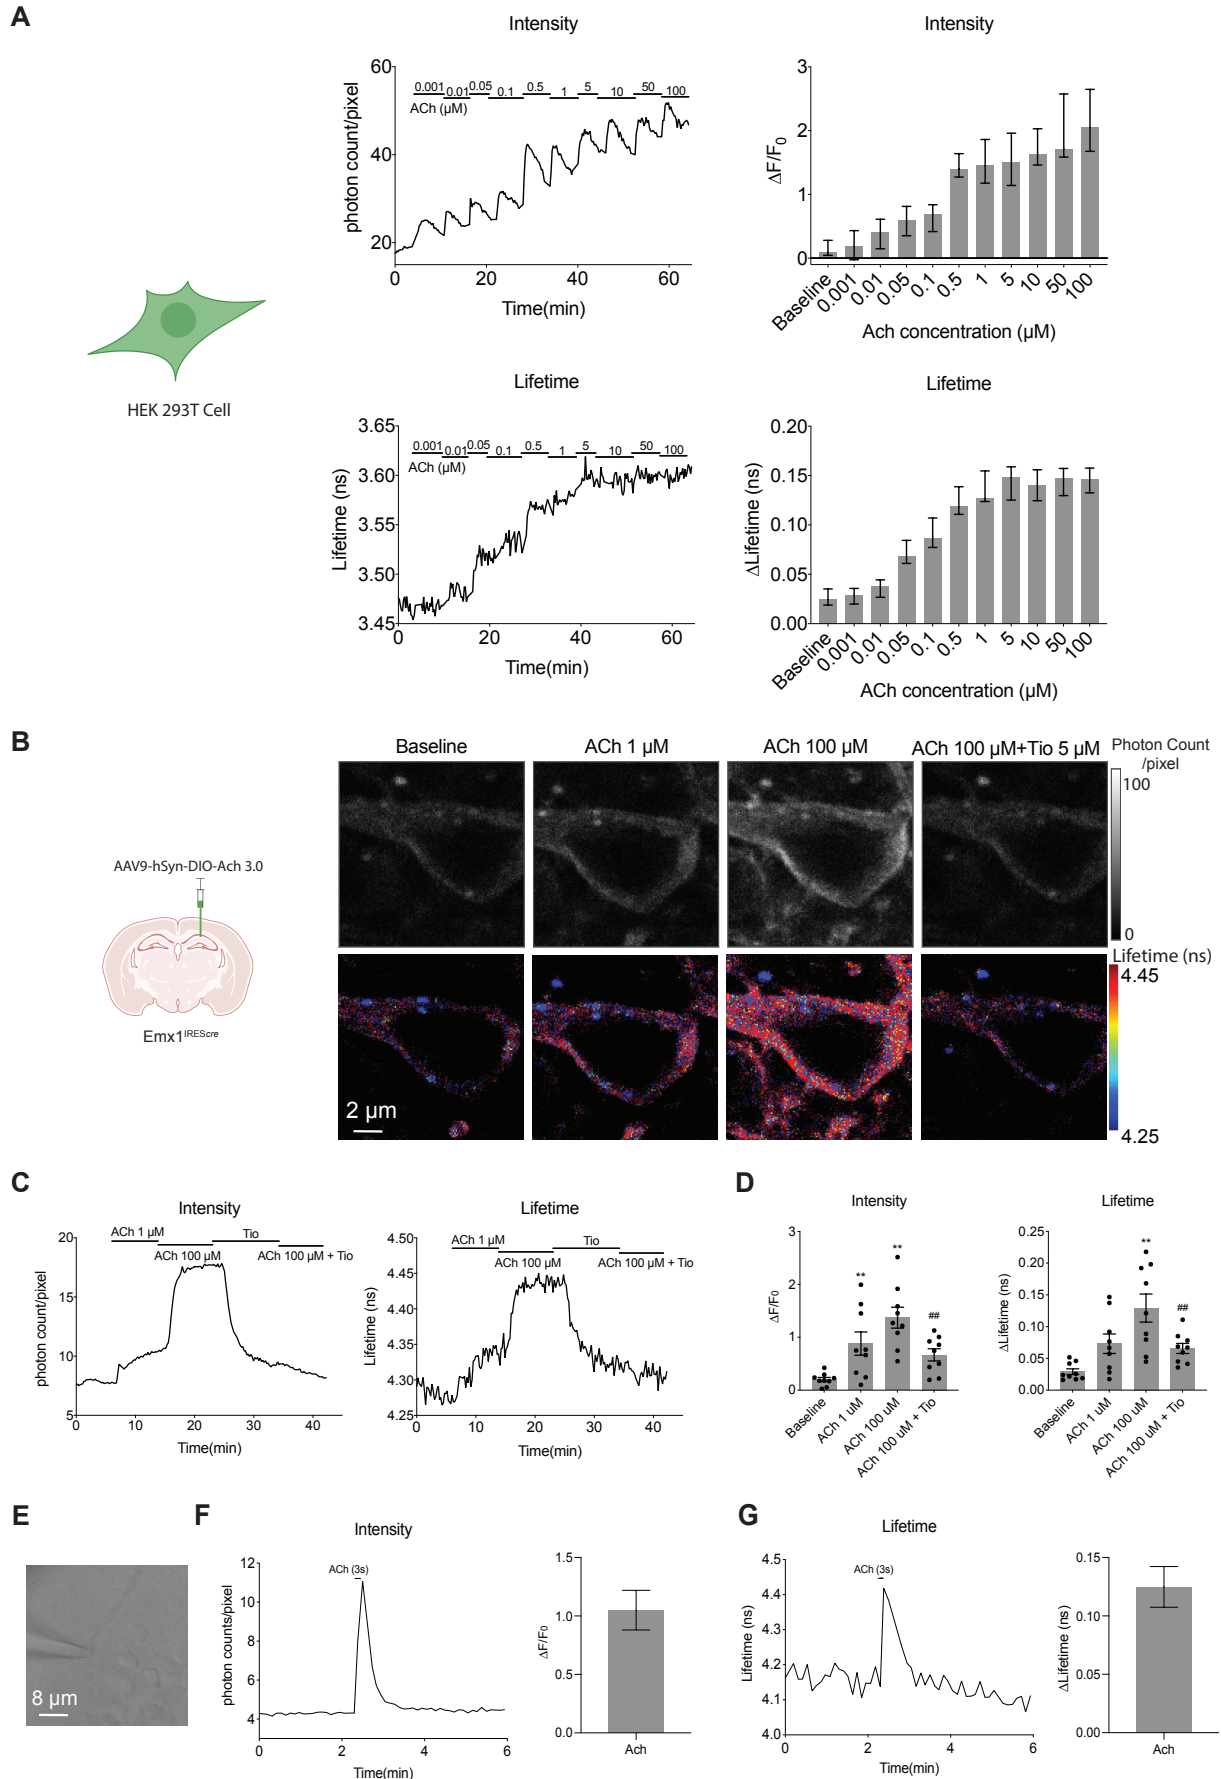 A
Intensity
60
40
20
photon count/pixel
0.001
0.01
0.05
0.1
0.5
1
5
10
50
100
ACh (µM)
0
20
40
60
Time(min)
Intensity
3
2
1
0
ΔF/F0
Baseline
0.001
0.01
0.05
0.1
0.5
1
5
10
50
100
Ach concentration (µM)
HEK 293T Cell
Lifetime
3.65
3.60
3.55
3.50
3.45
Lifetime (ns)
0.001
0.01
0.05
0.1
0.5
1
5
10
50
100
ACh (µM)
0
20
40
60
Time(min)
Lifetime
0.20
0.15
0.10
0.05
0.00
ΔLifetime (ns)
Baseline
0.001
0.01
0.05
0.1
0.5
1
5
10
50
100
ACh concentration (µM)
B
Baseline
ACh 1 µM
ACh 100 µM
ACh 100 µM+Tio 5 µM
Photon Count
/pixel
100
0
AAV9-hSyn-DIO-Ach 3.0
Emx1IREScre
Lifetime (ns)
4.45
4.25
2 µm
C
Intensity
20
15
10
5
photon count/pixel
ACh 1 µM
ACh 100 µM
Tio
ACh 100 µM + Tio
0
10
20
30
40
Time(min)
Lifetime
4.50
4.45
4.40
4.35
4.30
4.25
Lifetime (ns)
ACh 1 µM
ACh 100 µM
Tio
ACh 100 µM + Tio
0
10
20
30
40
Time(min)
D
Intensity
3
2
1
0
ΔF/F0
**
**
##
Baseline
ACh 1 uM
ACh 100 uM
ACh 100 uM + Tio
Lifetime
0.25
0.20
0.15
0.10
0.05
0.00
ΔLifetime (ns)
**
##
Baseline
ACh 1 uM
ACh 100 uM
ACh 100 uM + Tio
E
8 µm
F
Intensity
12
10
8
6
4
photon counts/pixel
ACh (3s)
0
2
4
6
Time(min)
1.5
1.0
0.5
0.0
ΔF/F0
Ach
G
Lifetime
4.5
4.4
4.3
4.2
4.1
4.0
Lifetime (ns)
ACh (3s)
0
2
4
6
Time(min)
0.15
0.10
0.05
0.00
ΔLifetime (ns)
Ach